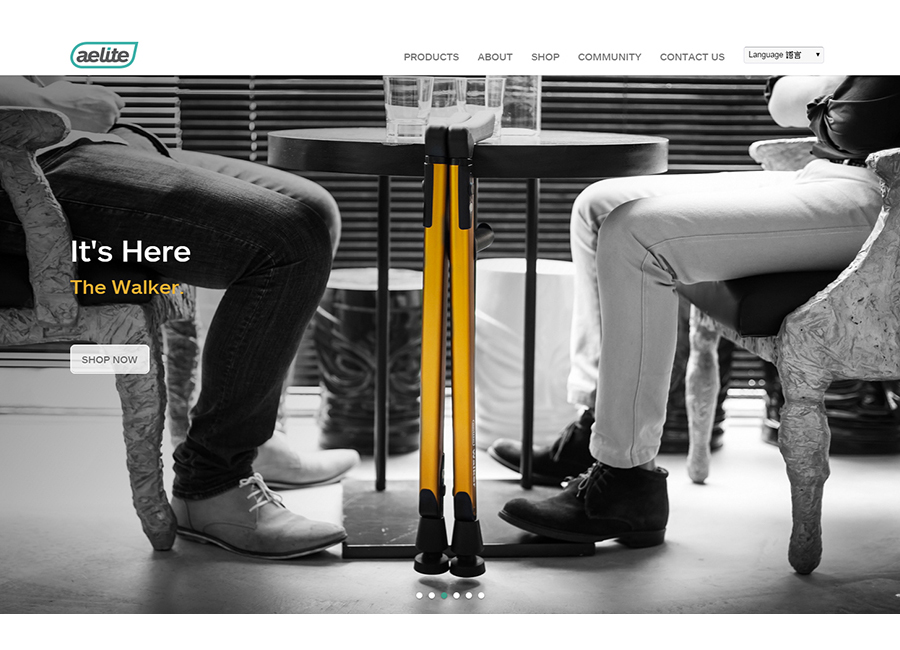 aelite
PRODUCTS ABOUT SHOP COMMUNITY CONTACT US Language 語言
It's Here
The Walker
SHOP NOW